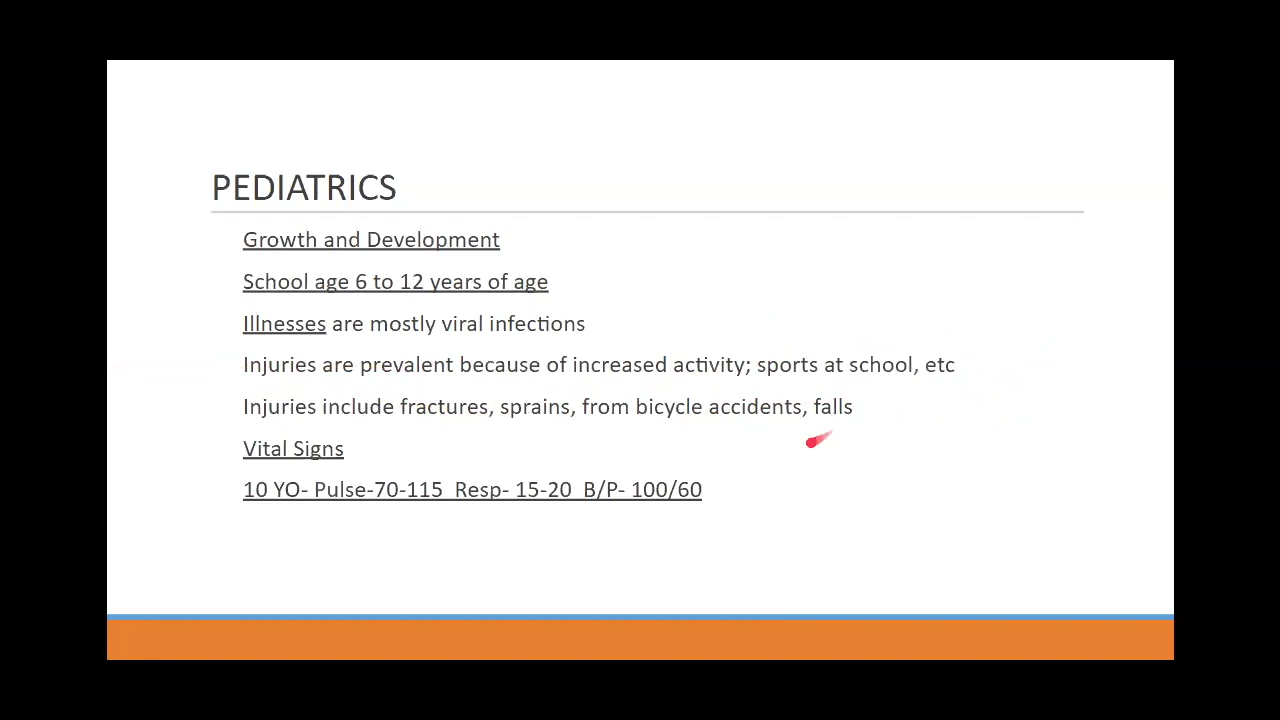 PEDIATRICS
Growth and Development
School age 6 to 12 years of age
Illnesses are mostly viral infections
Injuries are prevalent because of increased activity; sports at school, etc
Injuries include fractures, sprains, from bicycle accidents, falls
Vital Signs
10 YO- Pulse-70-115  Resp- 15-20  B/P- 100/60